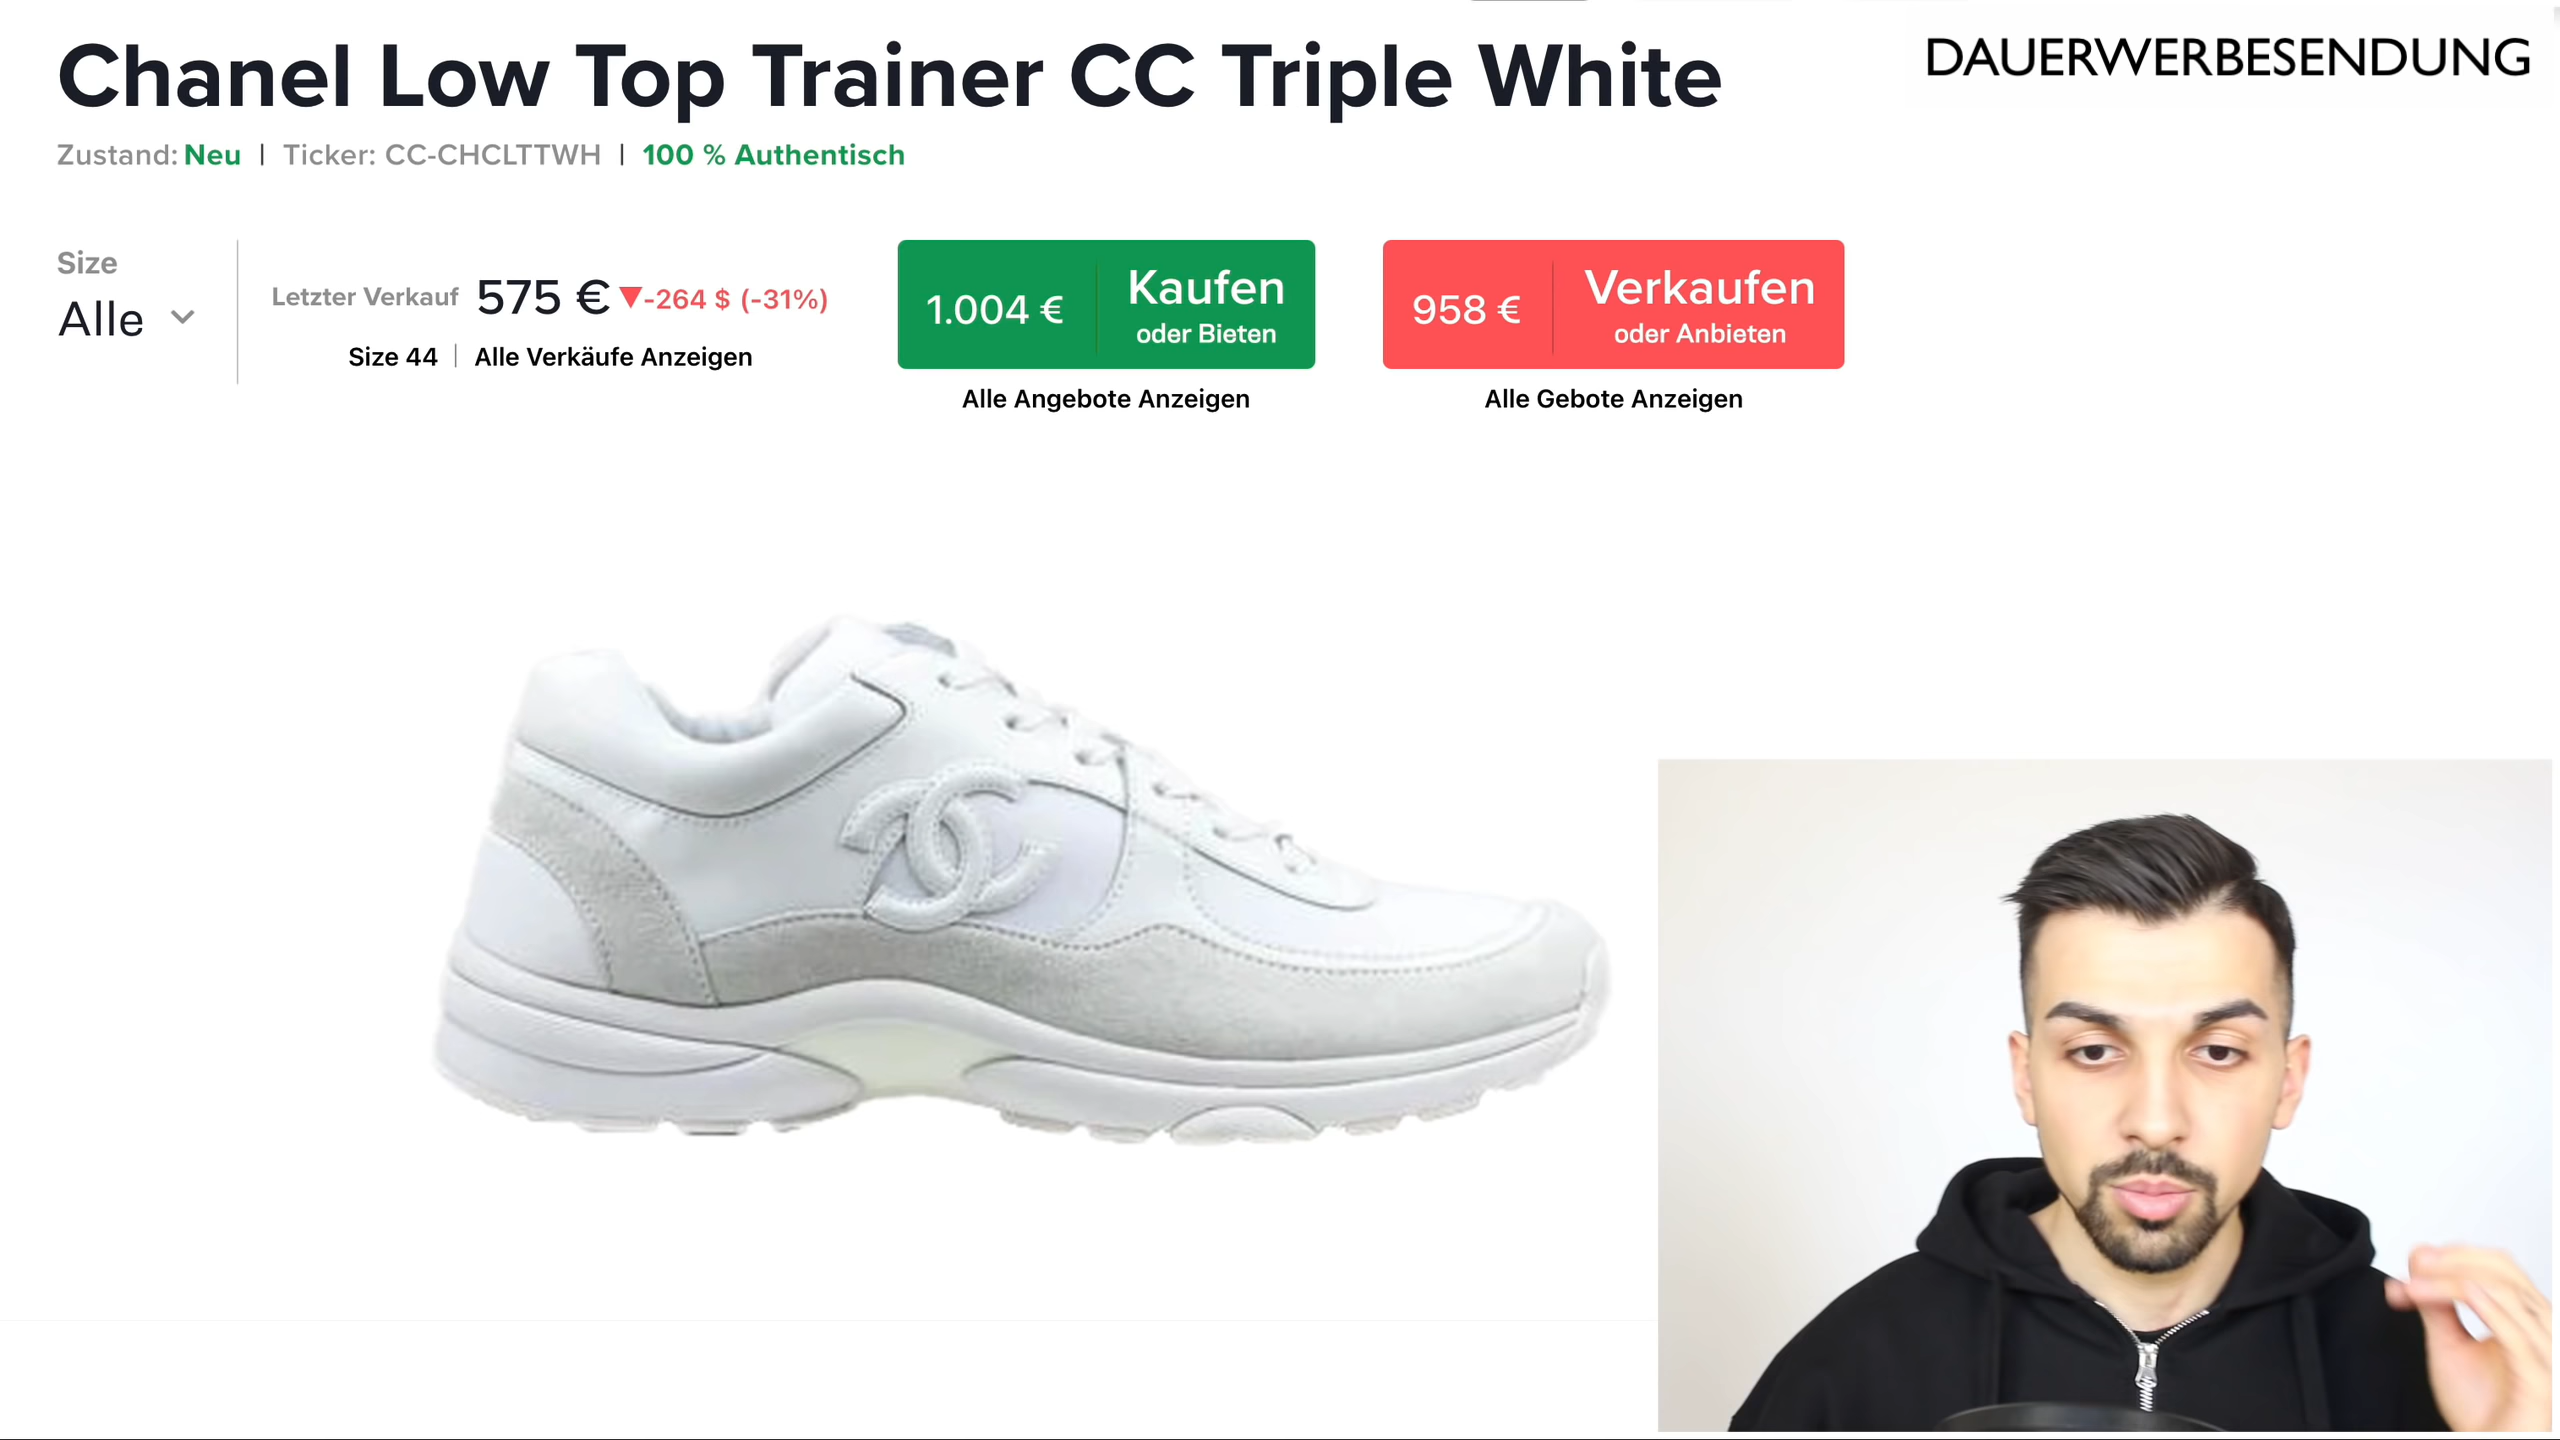 Chanel Low Top Trainer CC Triple White
DAUERWERBESENDUNG
Zustand: Neu | Ticker: CC-CHCLTTWH | 100 % Authentisch
Size
Alle
Letzter Verkauf 575 € ▼-264 $ (-31%)
Size 44 | Alle Verkäufe Anzeigen
1.004 €
Kaufen
oder Bieten
Alle Angebote Anzeigen
958 €
Verkaufen
oder Anbieten
Alle Gebote Anzeigen